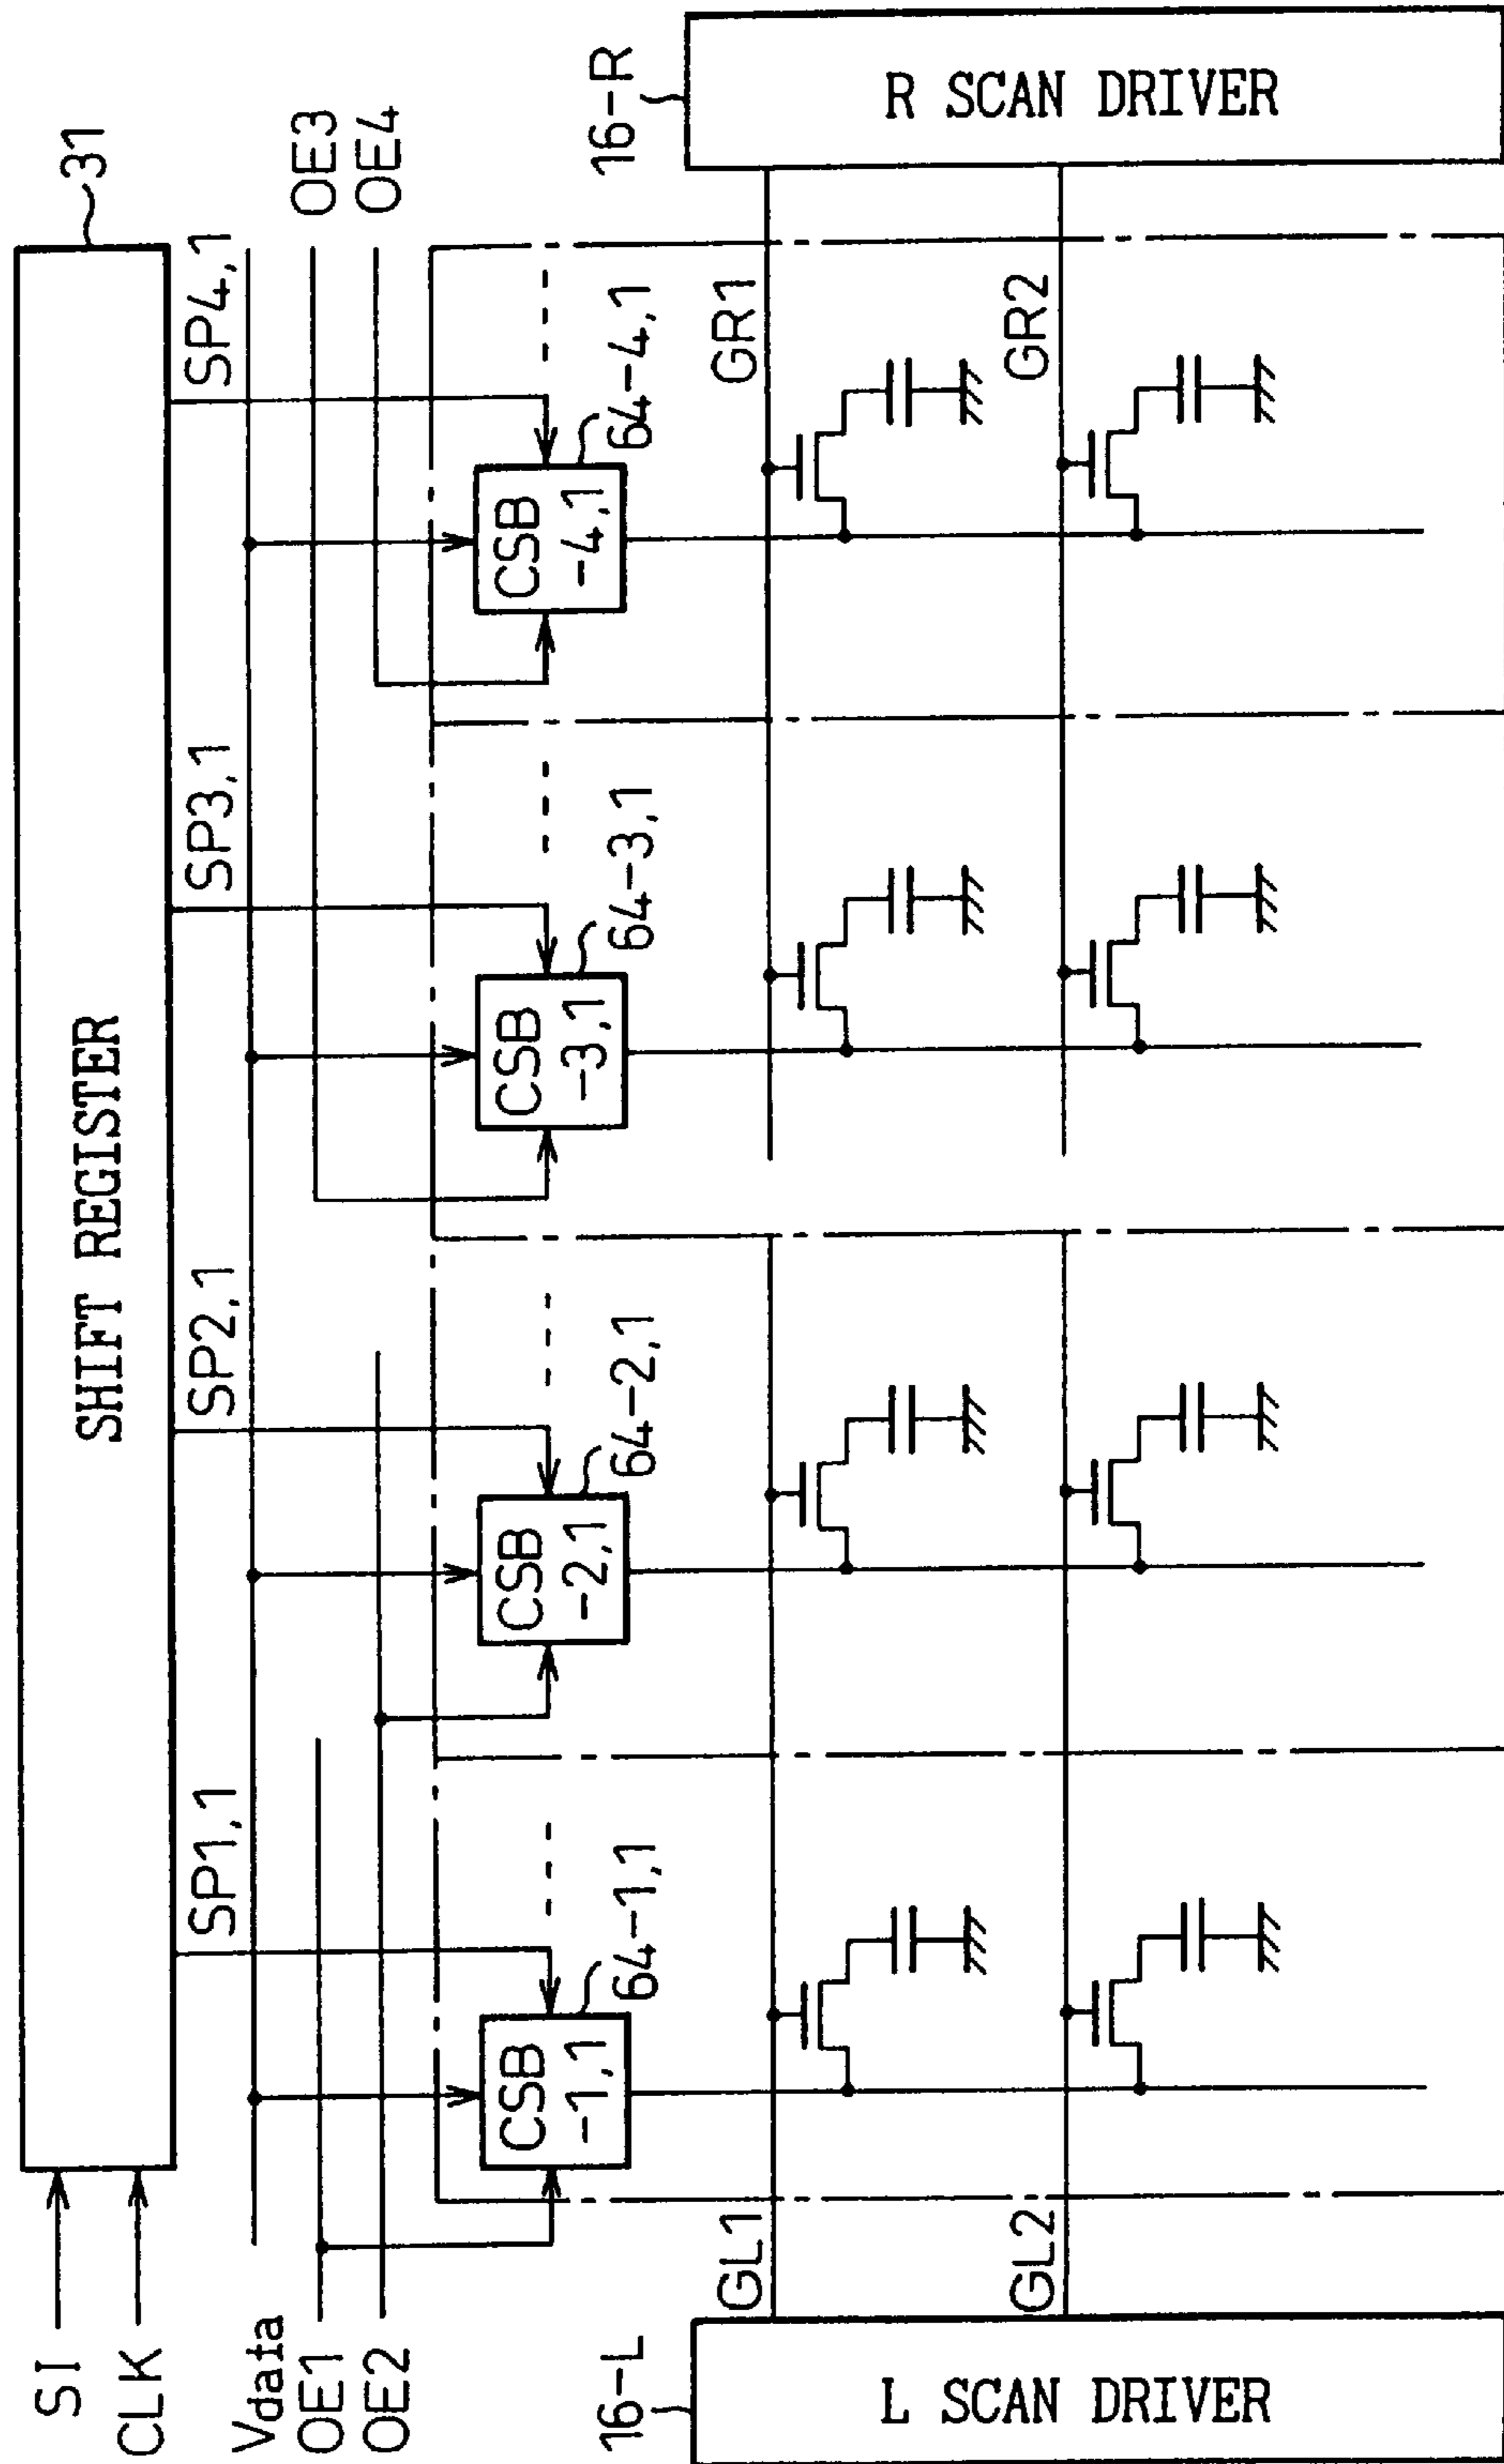 SI
CLK
SHIFT REGISTER
31
Vdata
OE1
OE2
OE3
OE4
SP1,1
SP2,1
SP3,1
SP4,1
CSB
-1,1
64-1,1
CSB
-2,1
64-2,1
CSB
-3,1
64-3,1
CSB
-4,1
64-4,1
16-L
L SCAN DRIVER
GL1
GL2
GR1
GR2
16-R
R SCAN DRIVER